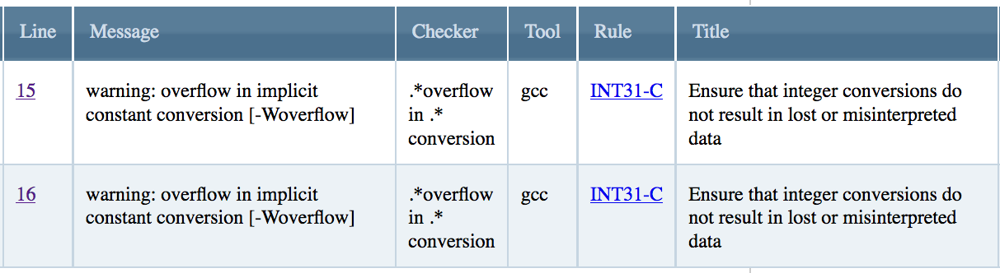 Line Message Checker Tool Rule Title
15 warning: overflow in implicit .*overflow gcc INT31-C Ensure that integer conversions do
constant conversion [-Woverflow] in .* not result in lost or misinterpreted
conversion data
16 warning: overflow in implicit .*overflow gcc INT31-C Ensure that integer conversions do
constant conversion [-Woverflow] in .* not result in lost or misinterpreted
conversion data